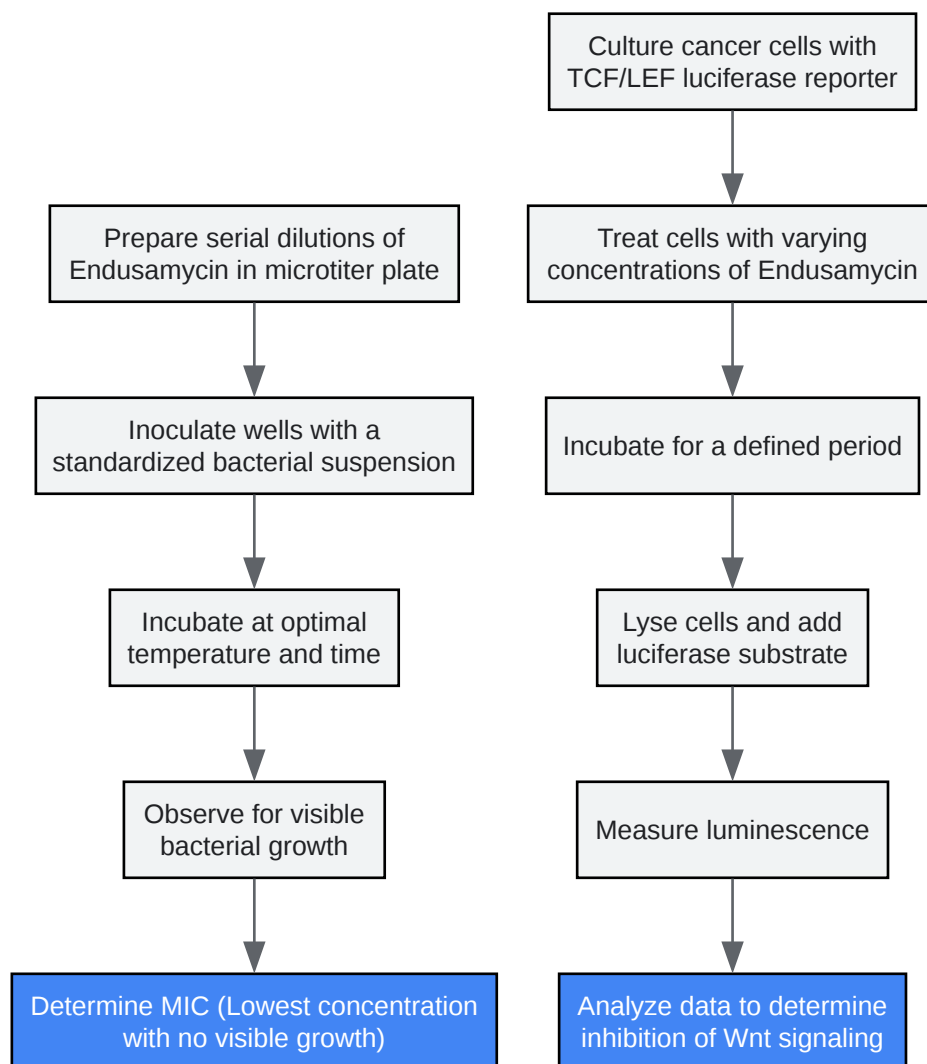 Culture cancer cells with
TCF/LEF luciferase reporter
Prepare serial dilutions of
Endusamycin in microtiter plate
Treat cells with varying
concentrations of Endusamycin
Inoculate wells with a
standardized bacterial suspension
Incubate for a defined period
Incubate at optimal
temperature and time
Lyse cells and add
luciferase substrate
Observe for visible
bacterial growth
Measure luminescence
Determine MIC (Lowest concentration
with no visible growth)
Analyze data to determine
inhibition of Wnt signaling